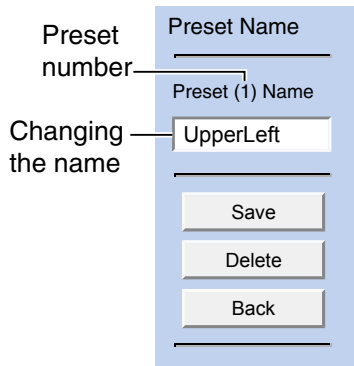 Preset
number
Changing
the name
Preset Name
Preset (1) Name
UpperLeft
Save
Delete
Back